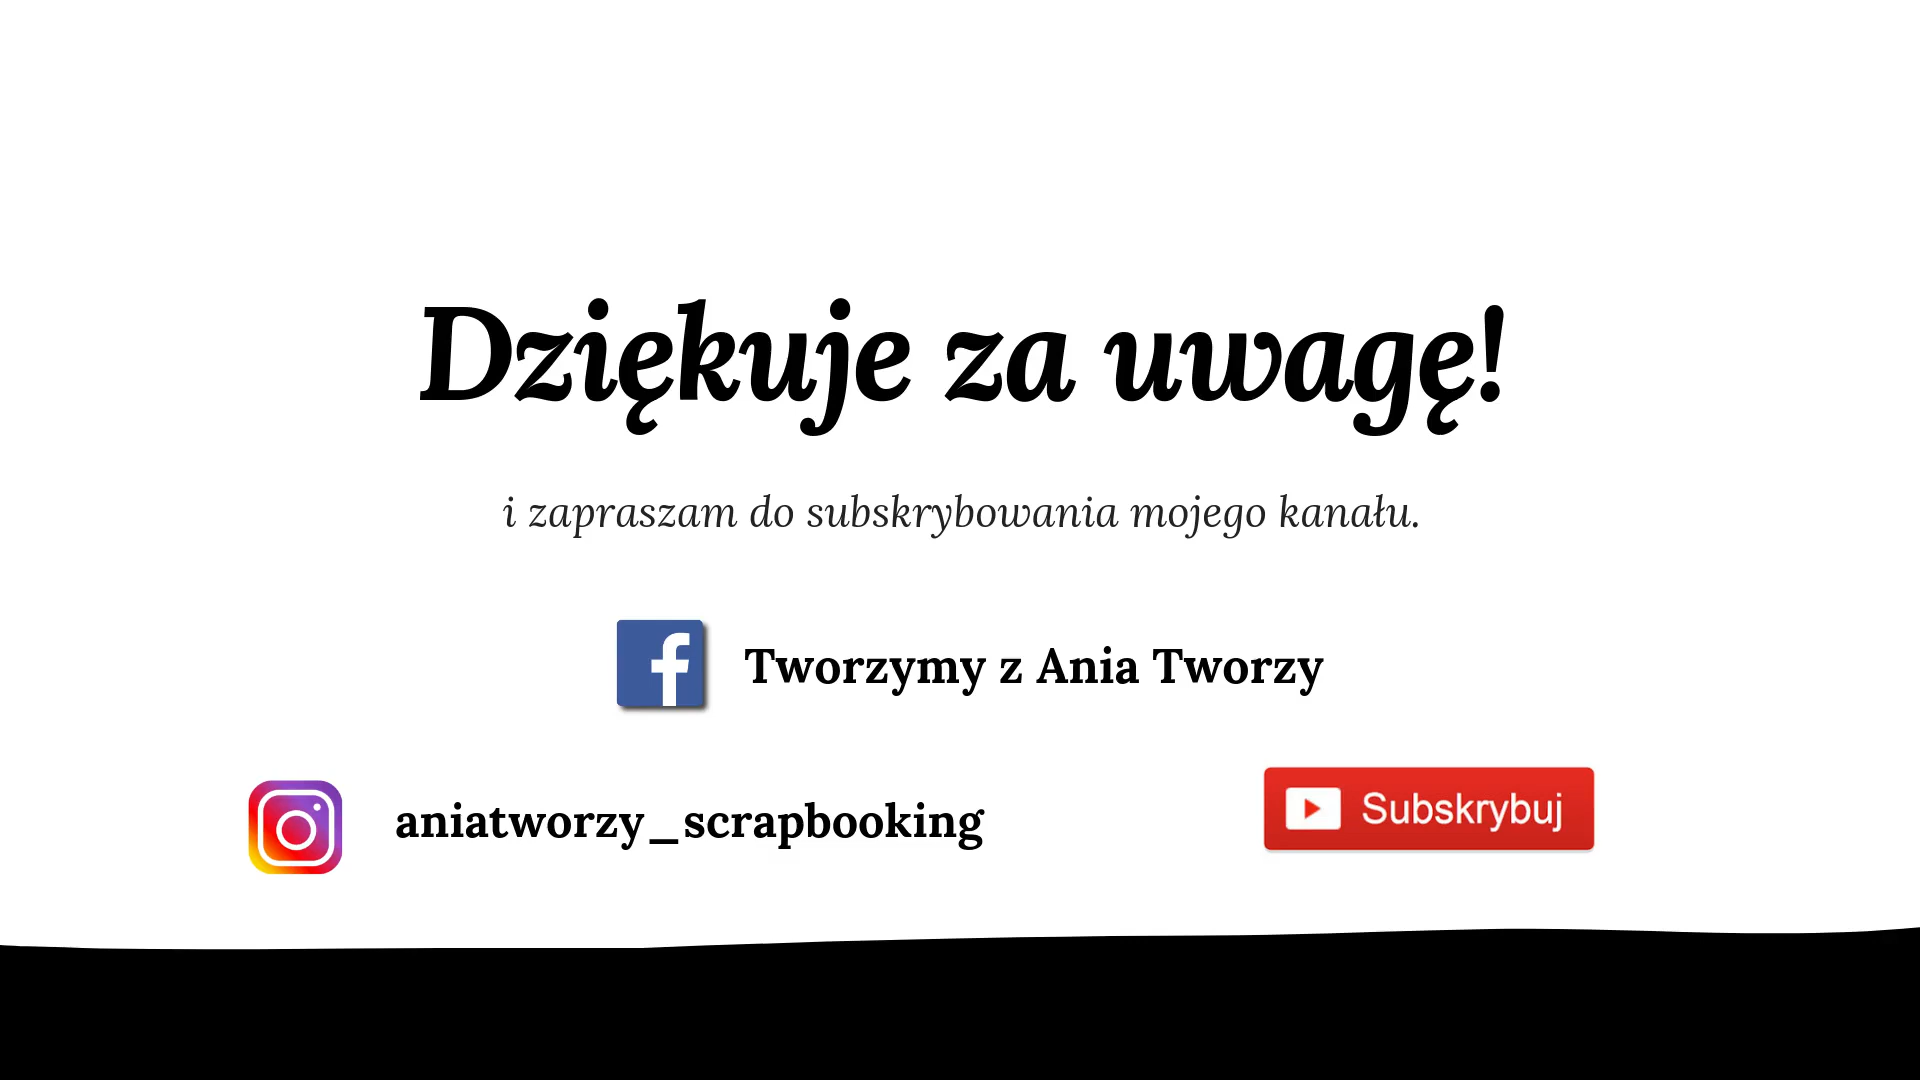 Dziękuje za uwagę!
i zapraszam do subskrybowania mojego kanału.
Tworzymy z Ania Tworzy
aniatworzy_scrapbooking
Subskrybuj